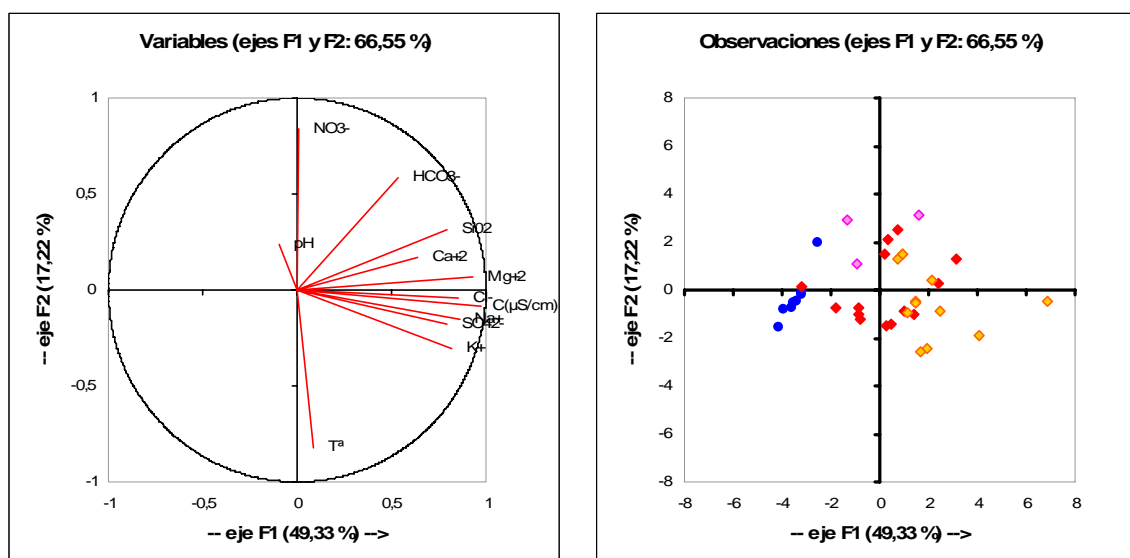 Variables (ejes F1 y F2: 66,55 %)
NO3-
HCO3-
SiO2
pH
Ca+2
Mg+2
C-
C(µS/cm)
Na+
SO42-
K+
Tª
1
0,5
0
-0,5
-1
-1
-0,5
0
0,5
1
-- eje F2 (17,22 %) -->
-- eje F1 (49,33 %) -->
Observaciones (ejes F1 y F2: 66,55 %)
8
6
4
2
0
-2
-4
-6
-8
-8
-6
-4
-2
0
2
4
6
8
-- eje F2 (17,22 %) -->
-- eje F1 (49,33 %) -->